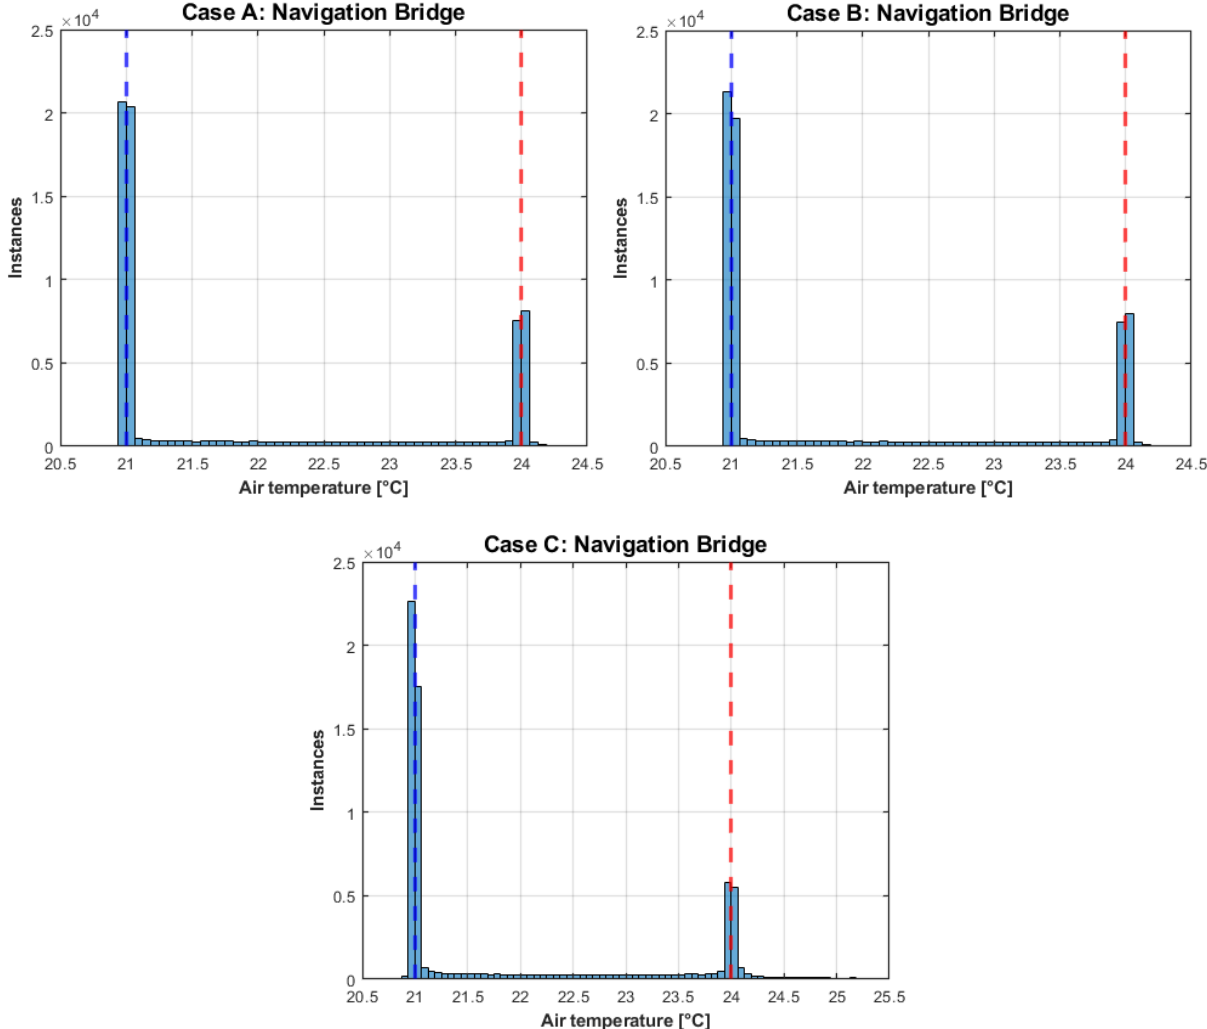 Case A: Navigation Bridge
×10⁴
2.5
2
1.5
1
0.5
0
Instances
20.5 21 21.5 22 22.5 23 23.5 24 24.5
Air temperature [°C]
Case B: Navigation Bridge
×10⁴
2.5
2
1.5
1
0.5
0
Instances
20.5 21 21.5 22 22.5 23 23.5 24 24.5
Air temperature [°C]
Case C: Navigation Bridge
×10⁴
2.5
2
1.5
1
0.5
0
Instances
20.5 21 21.5 22 22.5 23 23.5 24 24.5 25 25.5
Air temperature [°C]